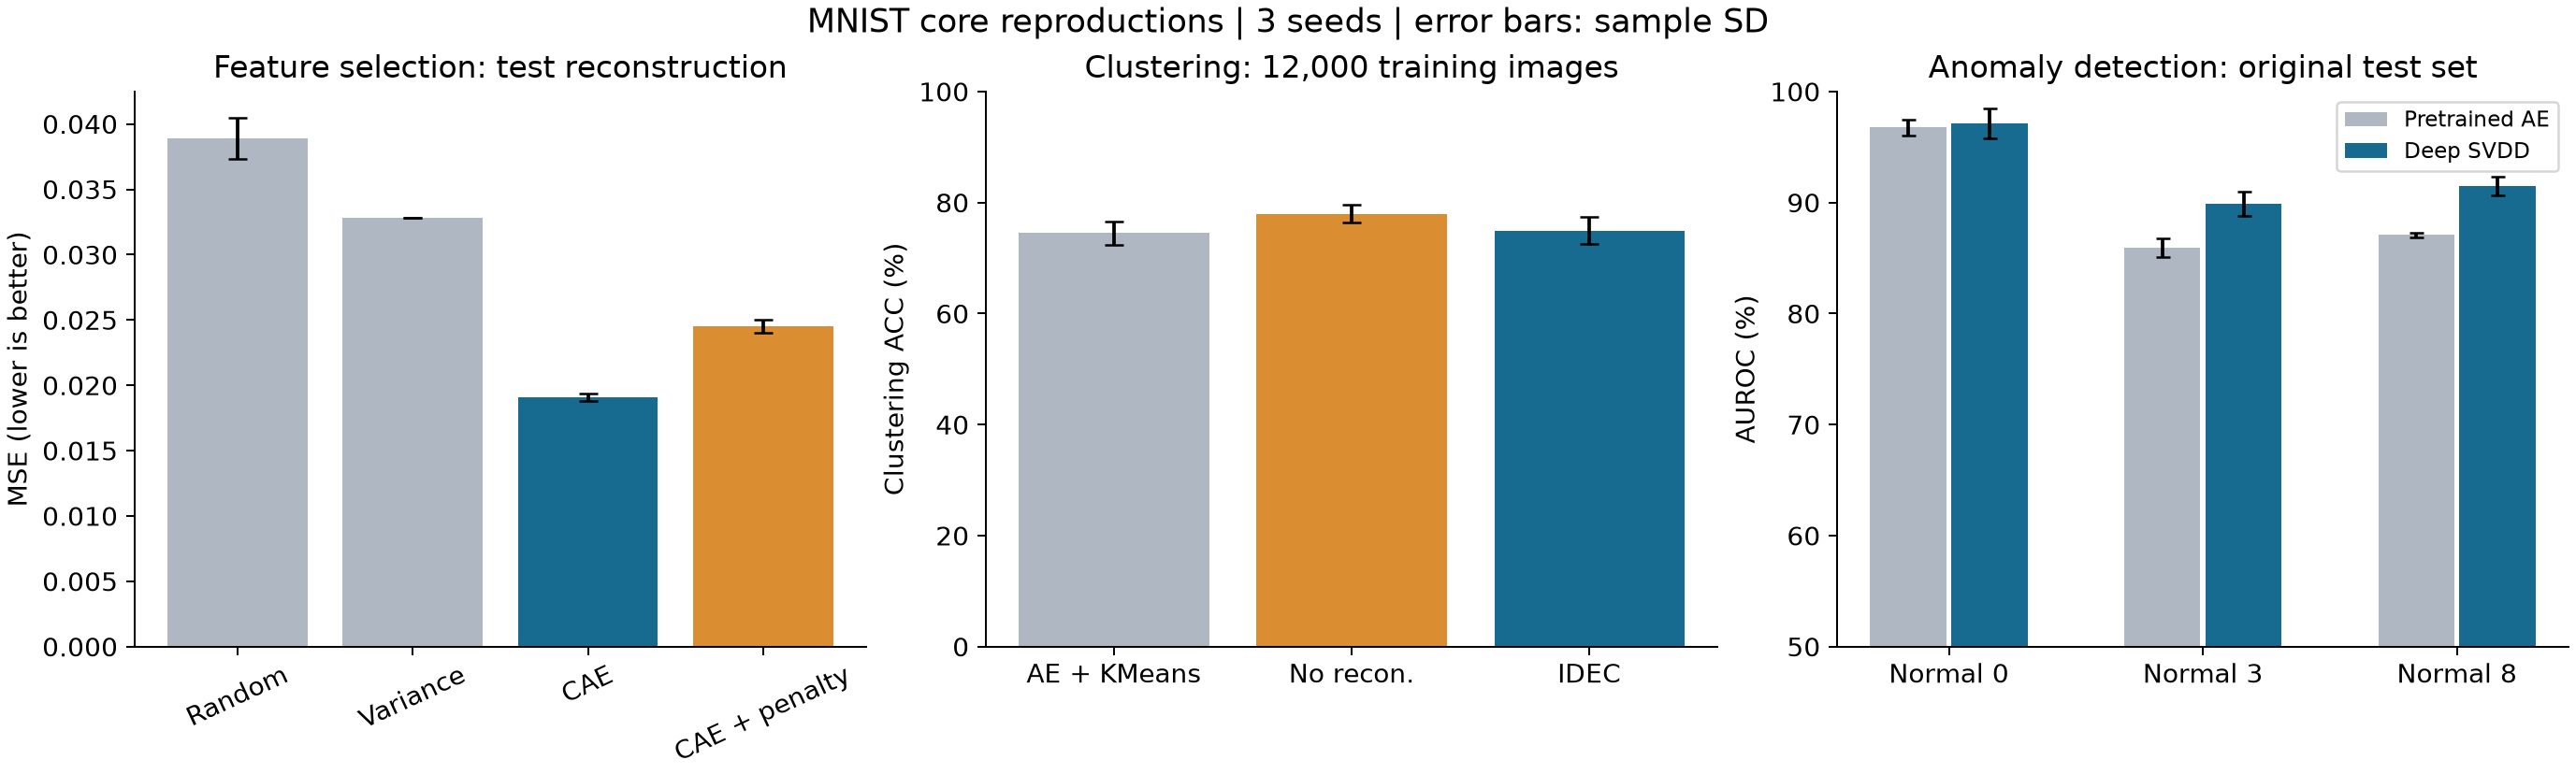 MNIST core reproductions | 3 seeds | error bars: sample SD
Feature selection: test reconstruction
MSE (lower is better)
0.040
0.035
0.030
0.025
0.020
0.015
0.010
0.005
0.000
Random
Variance
CAE
CAE + penalty
Clustering: 12,000 training images
Clustering ACC (%)
100
80
60
40
20
0
AE + KMeans
No recon.
IDEC
Anomaly detection: original test set
AUROC (%)
100
90
80
70
60
50
Pretrained AE
Deep SVDD
Normal 0
Normal 3
Normal 8